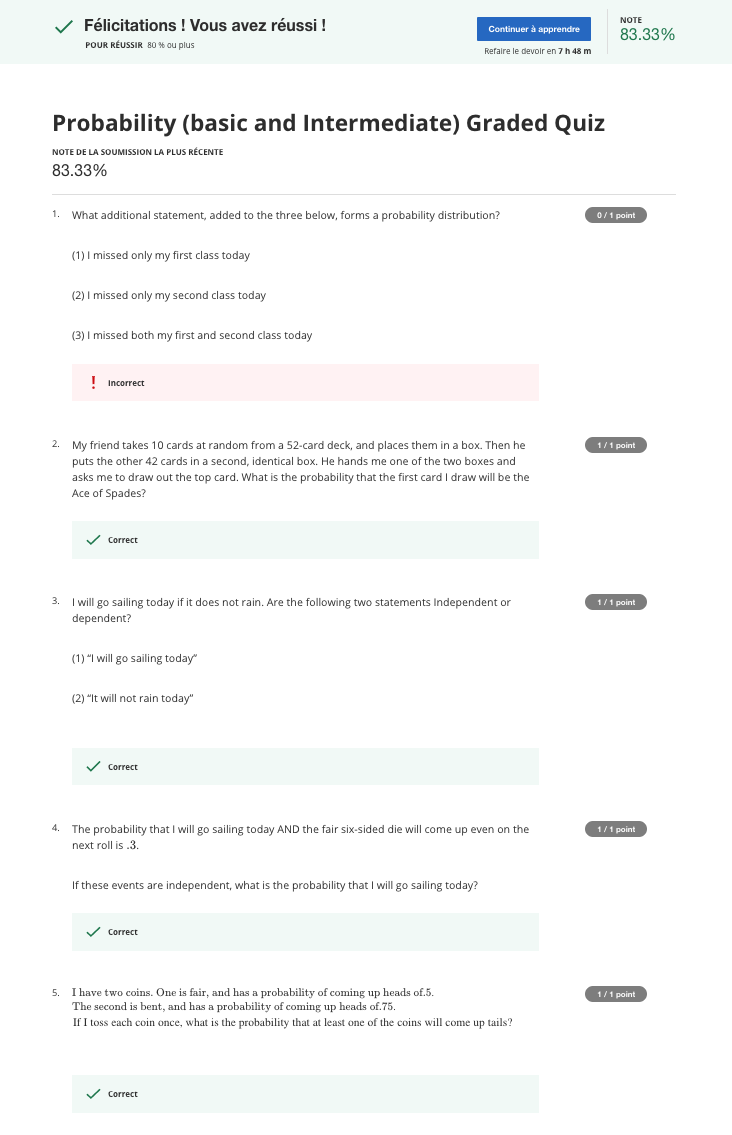 Félicitations ! Vous avez réussi !
POUR RÉUSSIR 80 % ou plus
Continuer à apprendre
Refaire le devoir en 7 h 48 m
NOTE
83.33%
Probability (basic and Intermediate) Graded Quiz
NOTE DE LA SOUMISSION LA PLUS RÉCENTE
83.33%
1. What additional statement, added to the three below, forms a probability distribution?
0 / 1 point
(1) I missed only my first class today
(2) I missed only my second class today
(3) I missed both my first and second class today
! Incorrect
2. My friend takes 10 cards at random from a 52-card deck, and places them in a box. Then he
1 / 1 point
puts the other 42 cards in a second, identical box. He hands me one of the two boxes and
asks me to draw out the top card. What is the probability that the first card I draw will be the
Ace of Spades?
Correct
3. I will go sailing today if it does not rain. Are the following two statements Independent or
1 / 1 point
dependent?
(1) “I will go sailing today”
(2) “It will not rain today”
Correct
4. The probability that I will go sailing today AND the fair six-sided die will come up even on the
1 / 1 point
next roll is .3.
If these events are independent, what is the probability that I will go sailing today?
Correct
5. I have two coins. One is fair, and has a probability of coming up heads of.5.
1 / 1 point
The second is bent, and has a probability of coming up heads of.75.
If I toss each coin once, what is the probability that at least one of the coins will come up tails?
Correct